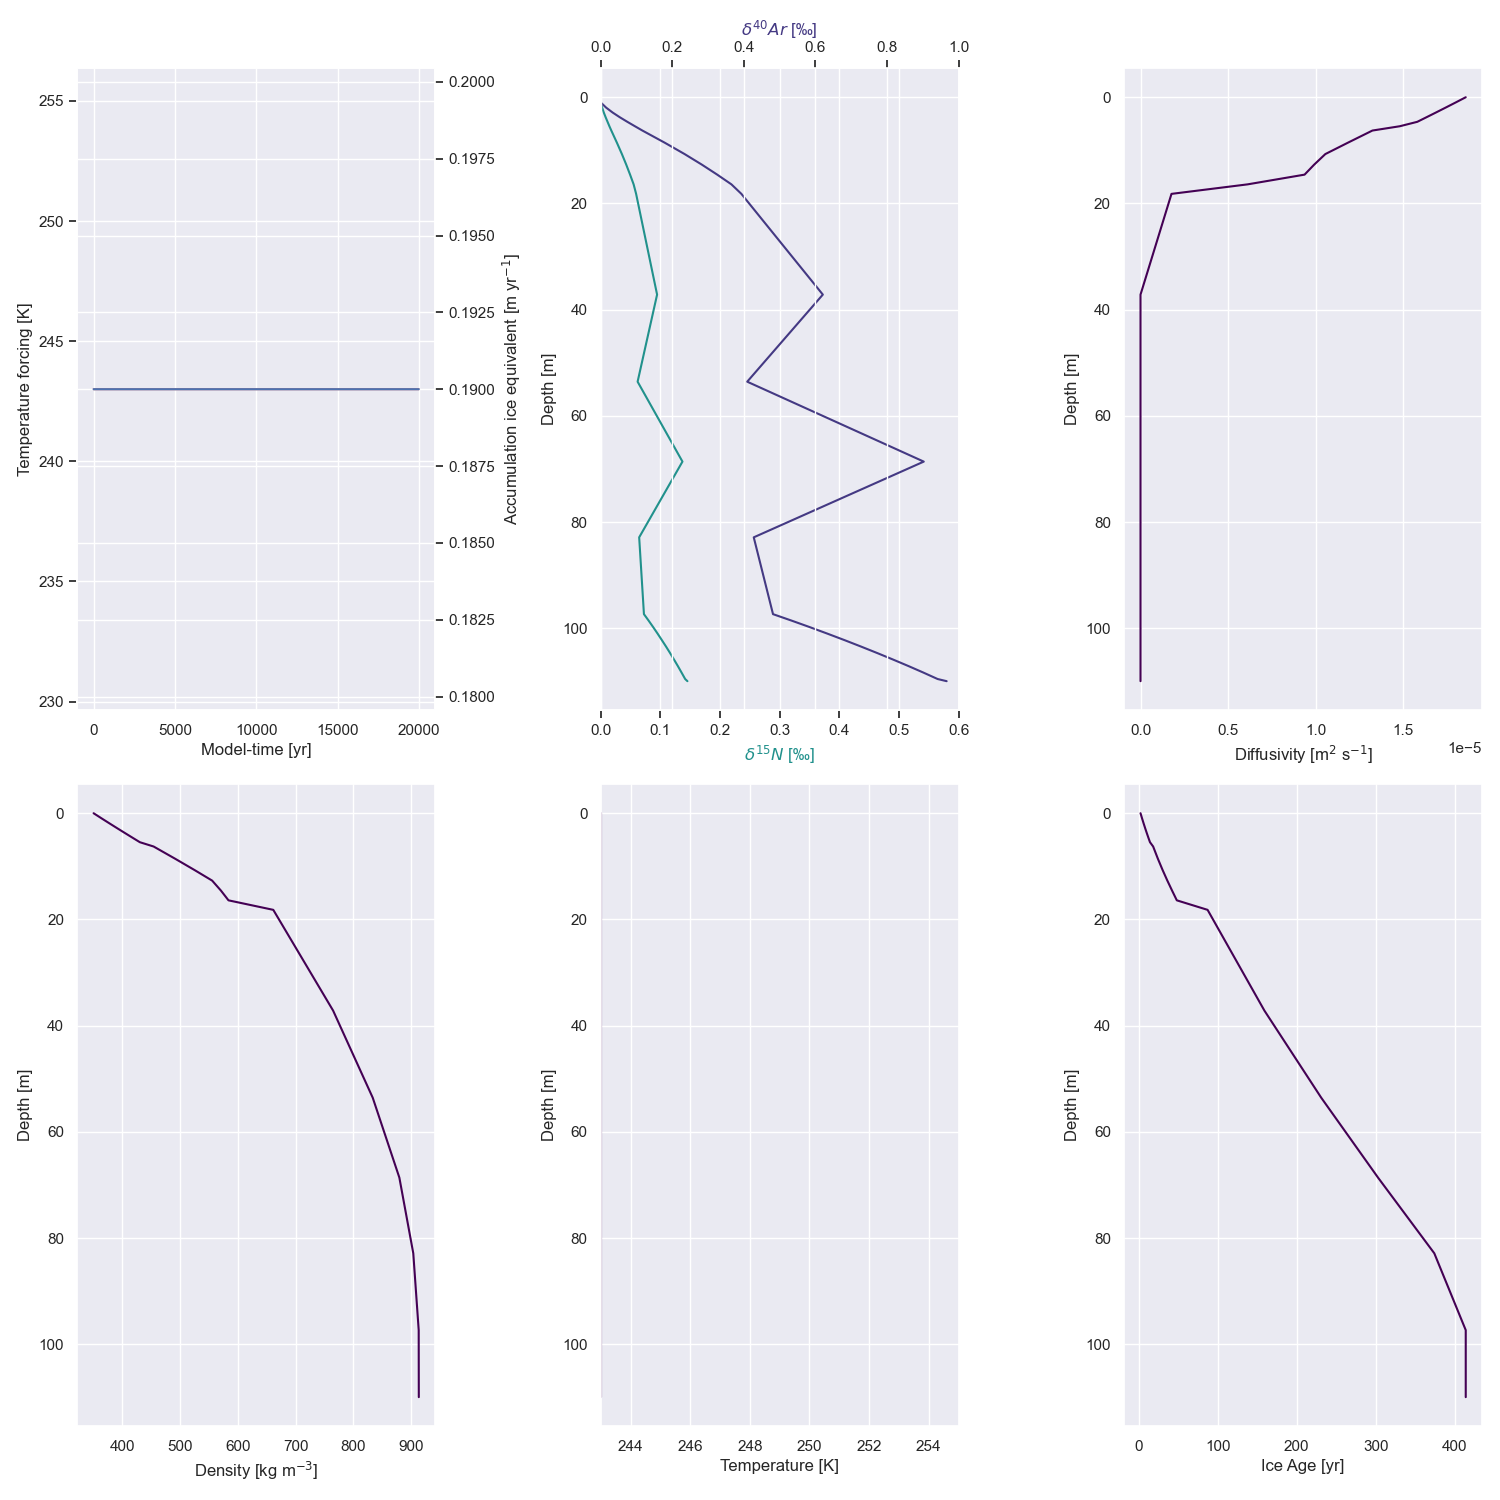 255
250
245
240
235
230
Temperature forcing [K]
0 5000 10000 15000 20000
Model-time [yr]
0.2000
0.1975
0.1950
0.1925
0.1900
0.1875
0.1850
0.1825
0.1800
Accumulation ice equivalent [m yr⁻¹]
δ⁴⁰Ar [‰]
0.0 0.2 0.4 0.6 0.8 1.0
0
20
40
60
80
100
Depth [m]
0.0 0.1 0.2 0.3 0.4 0.5 0.6
δ¹⁵N [‰]
0
20
40
60
80
100
Depth [m]
0.0 0.5 1.0 1.5
1e−5
Diffusivity [m² s⁻¹]
0
20
40
60
80
100
Depth [m]
400 500 600 700 800 900
Density [kg m⁻³]
0
20
40
60
80
100
Depth [m]
244 246 248 250 252 254
Temperature [K]
0
20
40
60
80
100
Depth [m]
0 100 200 300 400
Ice Age [yr]